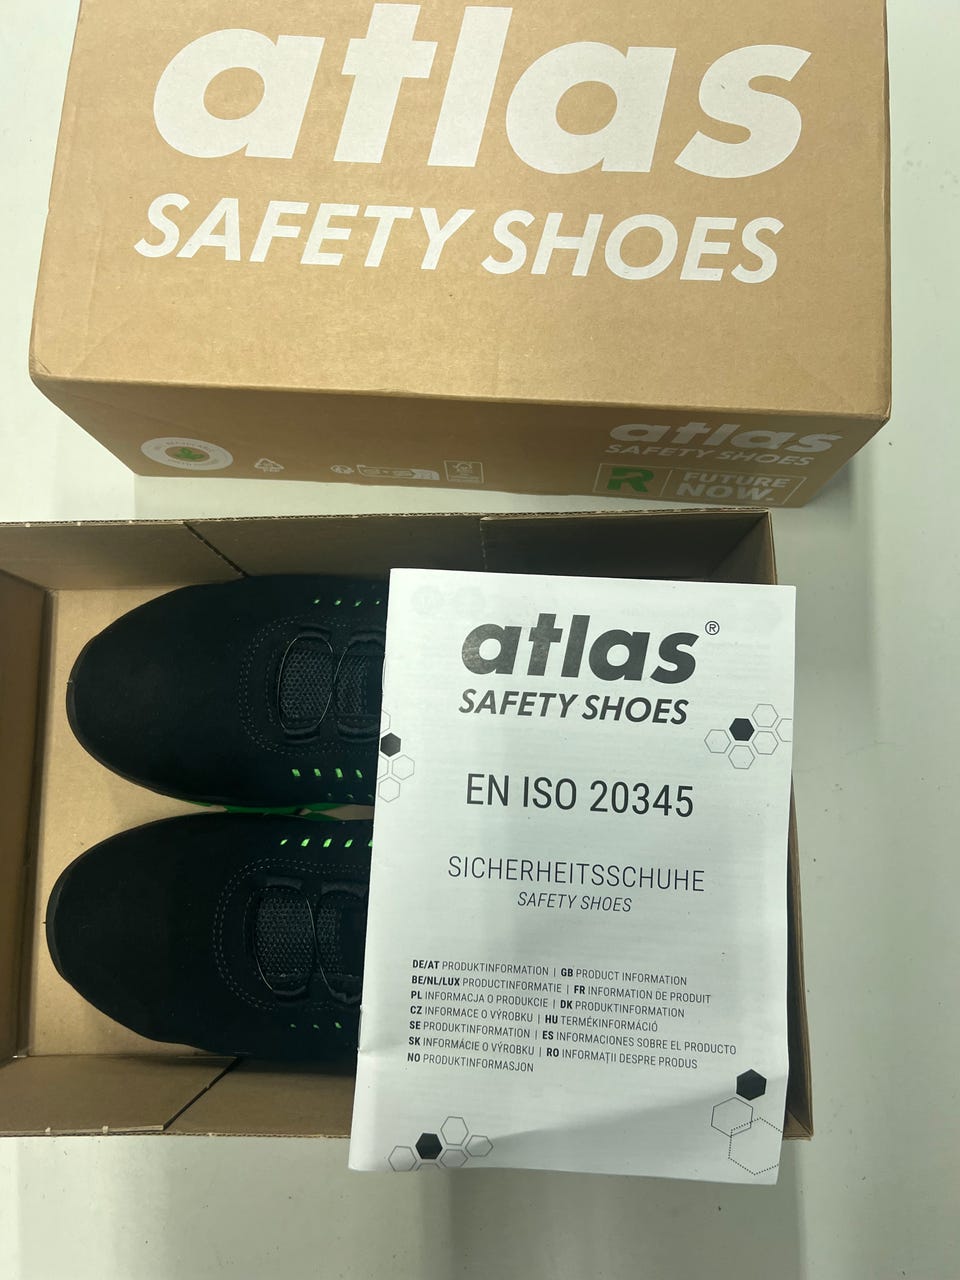 atlas
SAFETY SHOES
atlas
SAFETY SHOES
R FUTURE
NOW.
atlas®
SAFETY SHOES
EN ISO 20345
SICHERHEITSSCHUHE
SAFETY SHOES
DE/AT PRODUKTINFORMATION | GB PRODUCT INFORMATION
BE/NL/LUX PRODUCTINFORMATIE | FR INFORMATION DE PRODUIT
PL INFORMACJA O PRODUKCIE | DK PRODUKTINFORMATION
CZ INFORMACE O VÝROBKU | HU TERMÉKINFORMÁCIÓ
SE PRODUKTINFORMATION | ES INFORMACIONES SOBRE EL PRODUCTO
SK INFORMÁCIE O VÝROBKU | RO INFORMAȚII DESPRE PRODUS
NO PRODUKTINFORMASJON